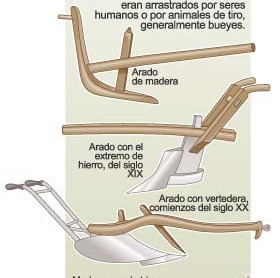 eran arrastrados por seres
humanos o por animales de tiro,
generalmente bueyes.
Arado
de madera
Arado con el
extremo de
hierro, del siglo
XIX
Arado con vertedera,
comienzos del siglo XX